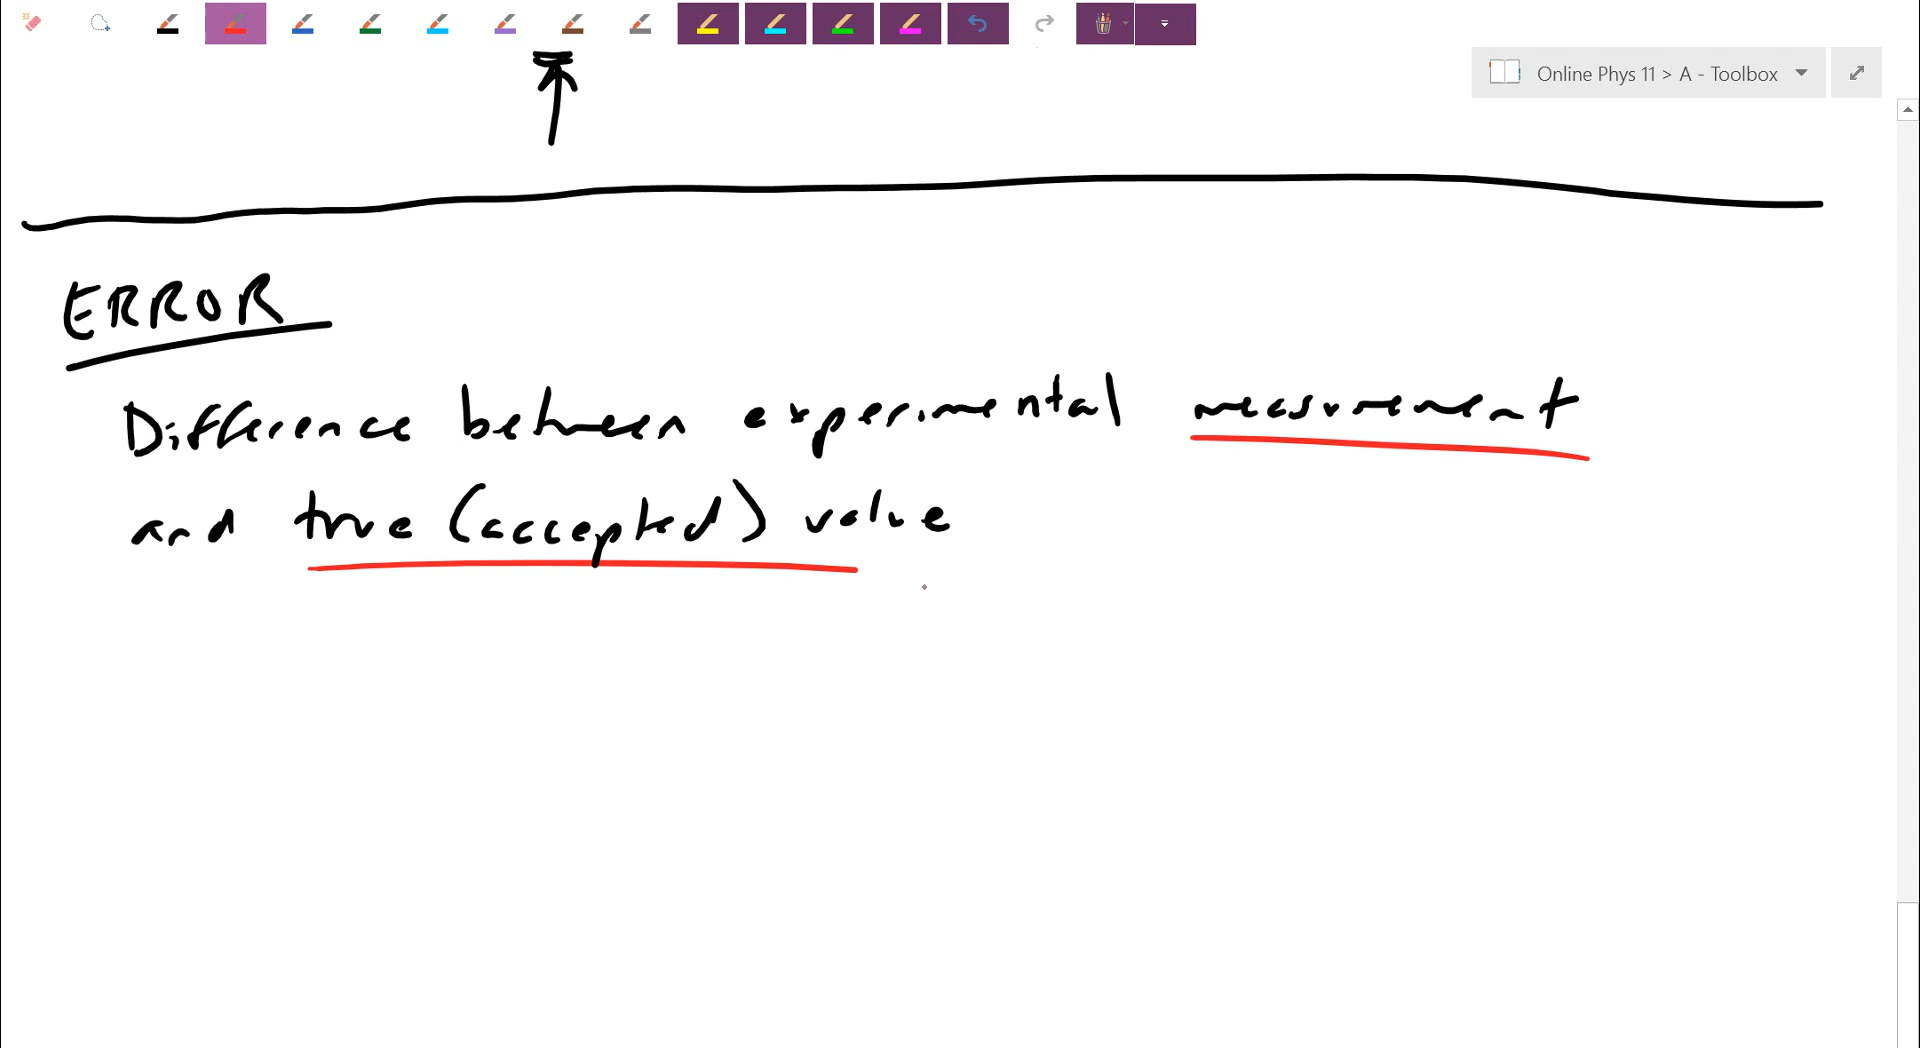 Online Phys 11 > A - Toolbox
ERROR
Difference between experimental measurement
and true (accepted) value